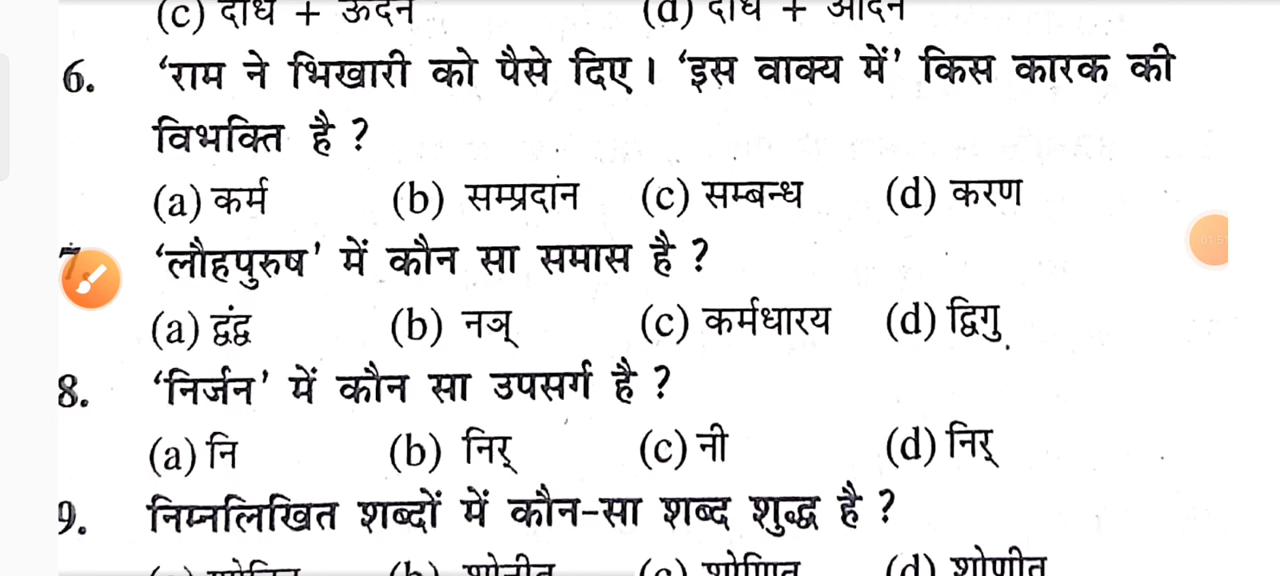 (c) दधि + ऊदन (d) दधि + ओदन
6. ‘राम ने भिखारी को पैसे दिए। ‘इस वाक्य में’ किस कारक की
विभक्ति है ?
(a) कर्म (b) सम्प्रदान (c) सम्बन्ध (d) करण
7 ‘लौहपुरुष’ में कौन सा समास है ?
(a) द्वंद्व (b) नञ् (c) कर्मधारय (d) द्विगु
8. ‘निर्जन’ में कौन सा उपसर्ग है ?
(a) नि (b) निर् (c) नी (d) निर्
9. निम्नलिखित शब्दों में कौन-सा शब्द शुद्ध है ?
(b) (c) (d) शोणीत